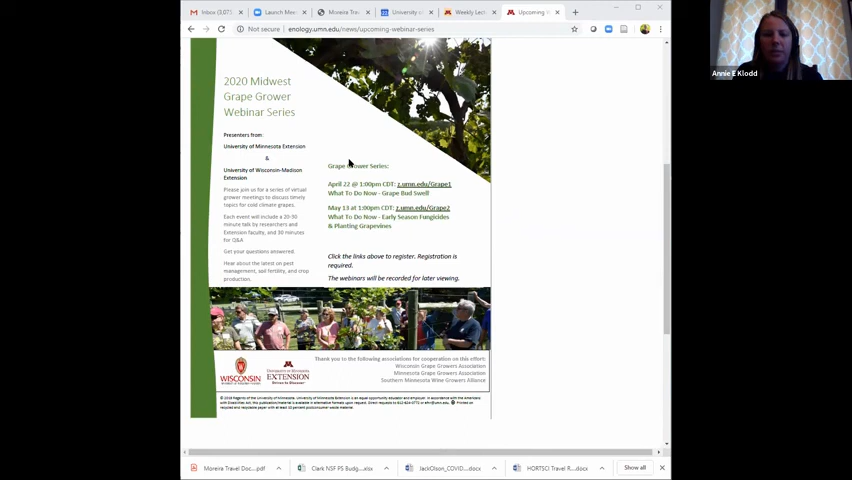 Inbox (3,073
Launch Mee
Moreira Trav
University of
Weekly Lect
Upcoming
Not secure
enology.umn.edu/news/upcoming-webinar-series
Annie E Klodd
2020 Midwest
Grape Grower
Webinar Series
Presenters from:
University of Minnesota Extension
&
University of Wisconsin-Madison
Extension
Please join us for a series of virtual
grower meetings to discuss timely
topics for cold climate grapes.
Each event will include a 20-30
minute talk by researchers and
Extension faculty, and 30 minutes
for Q&A
Get your questions answered.
Hear about the latest on pest
management, soil fertility, and crop
production.
Grape Grower Series:
April 22 @ 1:00pm CDT: z.umn.edu/Grape1
What To Do Now - Grape Bud Swell
May 13 at 1:00pm CDT: z.umn.edu/Grape2
What To Do Now - Early Season Fungicides
& Planting Grapevines
Click the links above to register. Registration is
required.
The webinars will be recorded for later viewing.
WISCONSIN
UNIVERSITY OF MINNESOTA
EXTENSION
Driven to Discover
Thank you to the following associations for cooperation on this effort:
Wisconsin Grape Growers Association
Minnesota Grape Growers Association
Southern Minnesota Wine Growers Alliance
Moreira Travel Doc....pdf
Clark NSF PS Budg...xlsx
JackOlson_COVID....docx
HORTSCI Travel R....docx
Show all